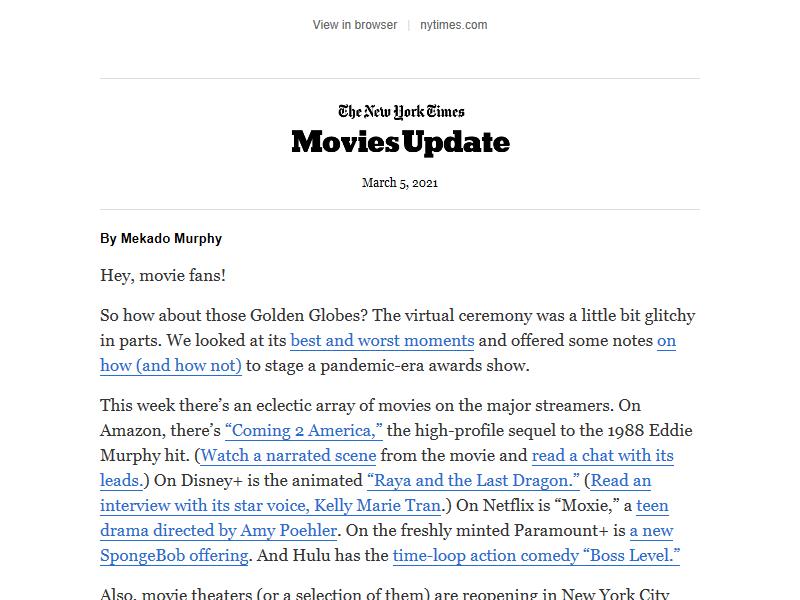 View in browser | nytimes.com
The New York Times
Movies Update
March 5, 2021
By Mekado Murphy
Hey, movie fans!
So how about those Golden Globes? The virtual ceremony was a little bit glitchy
in parts. We looked at its best and worst moments and offered some notes on
how (and how not) to stage a pandemic-era awards show.
This week there’s an eclectic array of movies on the major streamers. On
Amazon, there’s “Coming 2 America,” the high-profile sequel to the 1988 Eddie
Murphy hit. (Watch a narrated scene from the movie and read a chat with its
leads.) On Disney+ is the animated “Raya and the Last Dragon.” (Read an
interview with its star voice, Kelly Marie Tran.) On Netflix is “Moxie,” a teen
drama directed by Amy Poehler. On the freshly minted Paramount+ is a new
SpongeBob offering. And Hulu has the time-loop action comedy “Boss Level.”
Also, movie theaters (or a selection of them) are reopening in New York City